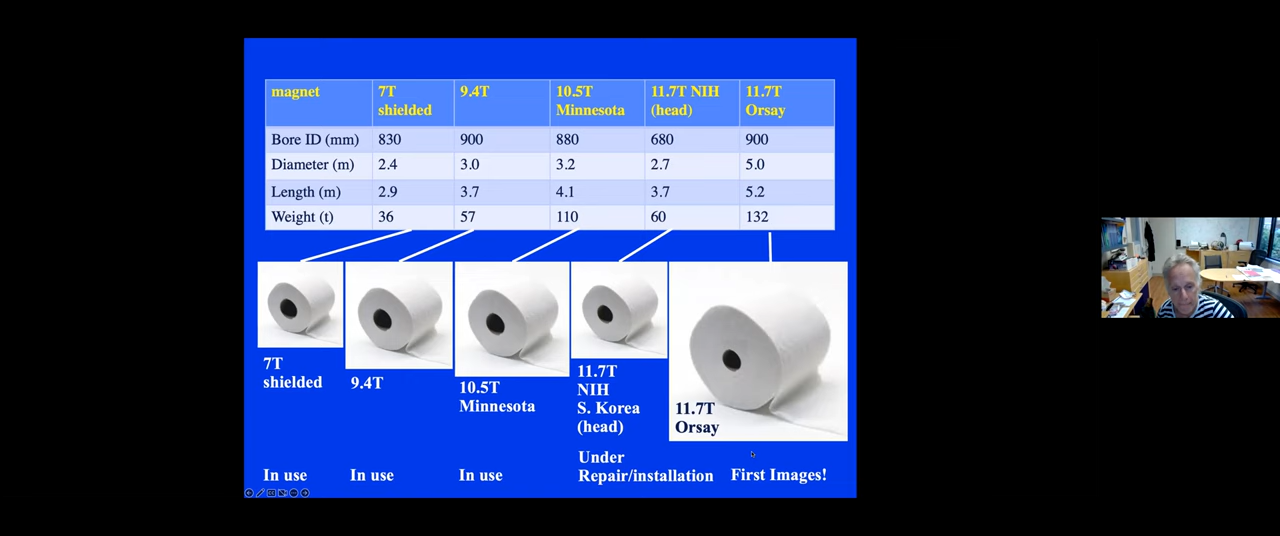 magnet 7T shielded 9.4T 10.5T Minnesota 11.7T NIH (head) 11.7T Orsay
Bore ID (mm) 830 900 880 680 900
Diameter (m) 2.4 3.0 3.2 2.7 5.0
Length (m) 2.9 3.7 4.1 3.7 5.2
Weight (t) 36 57 110 60 132
7T
shielded
9.4T
10.5T
Minnesota
11.7T
NIH
S. Korea
(head)
11.7T
Orsay
In use
In use
In use
Under
Repair/installation
First Images!